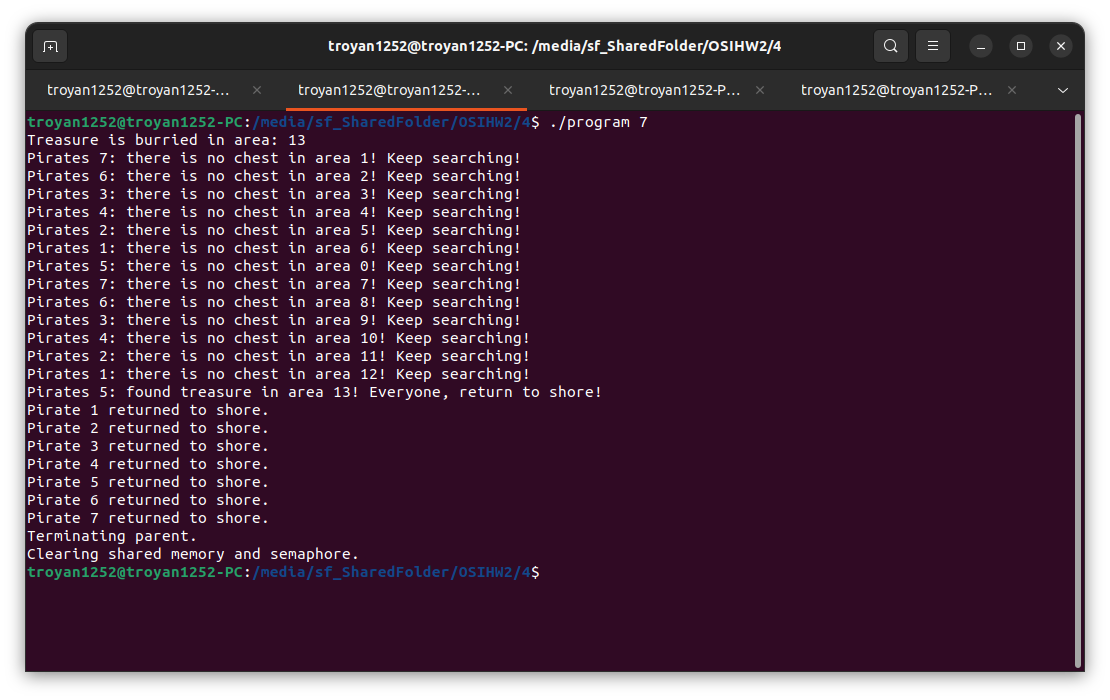 troyan1252@troyan1252-PC: /media/sf_SharedFolder/OSIHW2/4
troyan1252@troyan1252-... troyan1252@troyan1252-... troyan1252@troyan1252-P... troyan1252@troyan1252-P...
troyan1252@troyan1252-PC:/media/sf_SharedFolder/OSIHW2/4$ ./program 7
Treasure is burried in area: 13
Pirates 7: there is no chest in area 1! Keep searching!
Pirates 6: there is no chest in area 2! Keep searching!
Pirates 3: there is no chest in area 3! Keep searching!
Pirates 4: there is no chest in area 4! Keep searching!
Pirates 2: there is no chest in area 5! Keep searching!
Pirates 1: there is no chest in area 6! Keep searching!
Pirates 5: there is no chest in area 0! Keep searching!
Pirates 7: there is no chest in area 7! Keep searching!
Pirates 6: there is no chest in area 8! Keep searching!
Pirates 3: there is no chest in area 9! Keep searching!
Pirates 4: there is no chest in area 10! Keep searching!
Pirates 2: there is no chest in area 11! Keep searching!
Pirates 1: there is no chest in area 12! Keep searching!
Pirates 5: found treasure in area 13! Everyone, return to shore!
Pirate 1 returned to shore.
Pirate 2 returned to shore.
Pirate 3 returned to shore.
Pirate 4 returned to shore.
Pirate 5 returned to shore.
Pirate 6 returned to shore.
Pirate 7 returned to shore.
Terminating parent.
Clearing shared memory and semaphore.
troyan1252@troyan1252-PC:/media/sf_SharedFolder/OSIHW2/4$